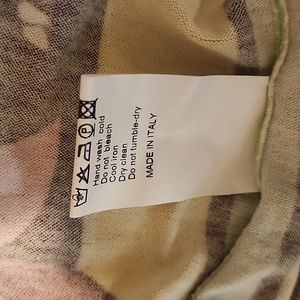 Hand wash cold
Do not bleach
Cool iron
Dry clean
Do not tumble-dry
MADE IN ITALY